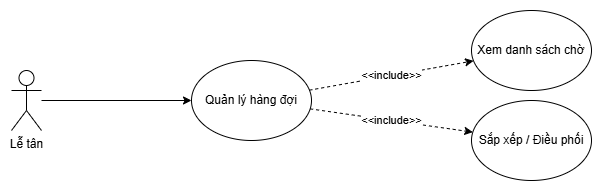 Xem danh sách chờ
<<include>>
Quản lý hàng đợi
<<include>>
Sắp xếp / Điều phối
Lễ tân